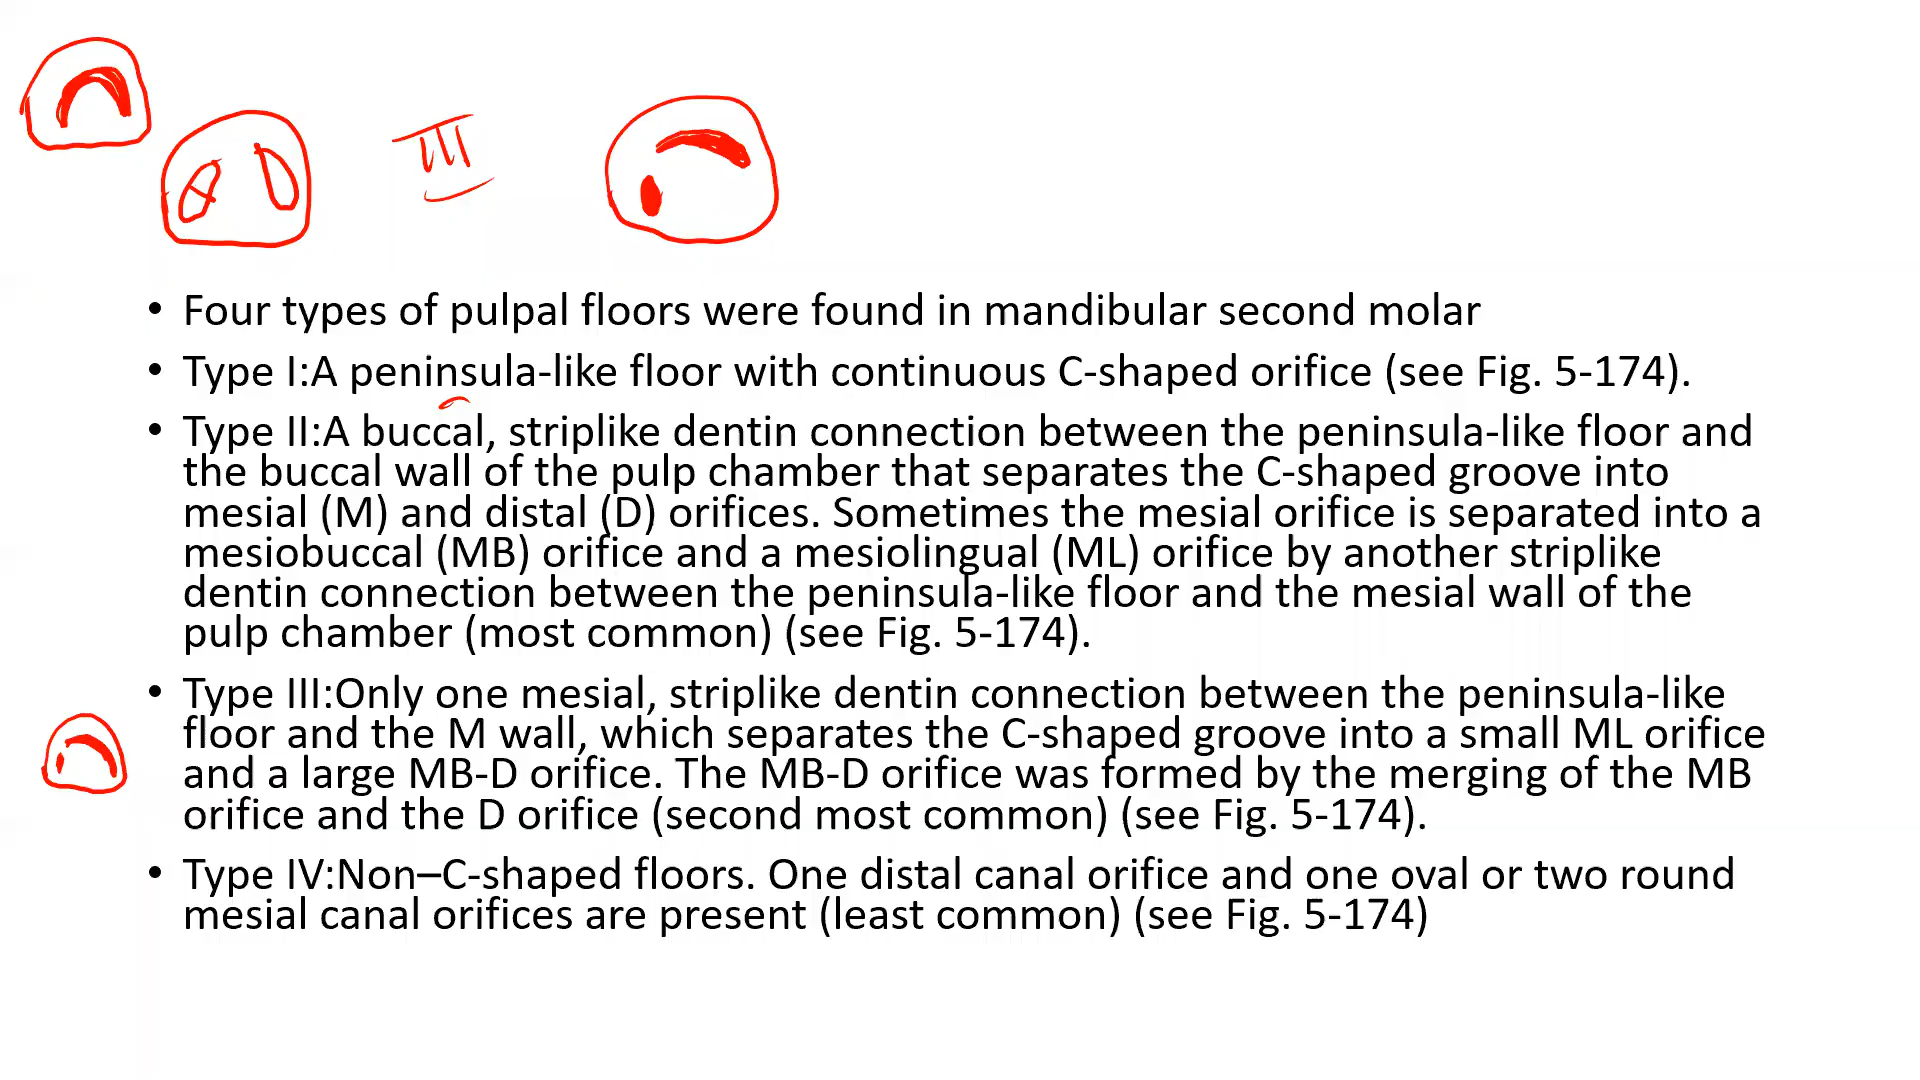 III
• Four types of pulpal floors were found in mandibular second molar
• Type I:A peninsula-like floor with continuous C-shaped orifice (see Fig. 5-174).
• Type II:A buccal, striplike dentin connection between the peninsula-like floor and
the buccal wall of the pulp chamber that separates the C-shaped groove into
mesial (M) and distal (D) orifices. Sometimes the mesial orifice is separated into a
mesiobuccal (MB) orifice and a mesiolingual (ML) orifice by another striplike
dentin connection between the peninsula-like floor and the mesial wall of the
pulp chamber (most common) (see Fig. 5-174).
• Type III:Only one mesial, striplike dentin connection between the peninsula-like
floor and the M wall, which separates the C-shaped groove into a small ML orifice
and a large MB-D orifice. The MB-D orifice was formed by the merging of the MB
orifice and the D orifice (second most common) (see Fig. 5-174).
• Type IV:Non–C-shaped floors. One distal canal orifice and one oval or two round
mesial canal orifices are present (least common) (see Fig. 5-174)